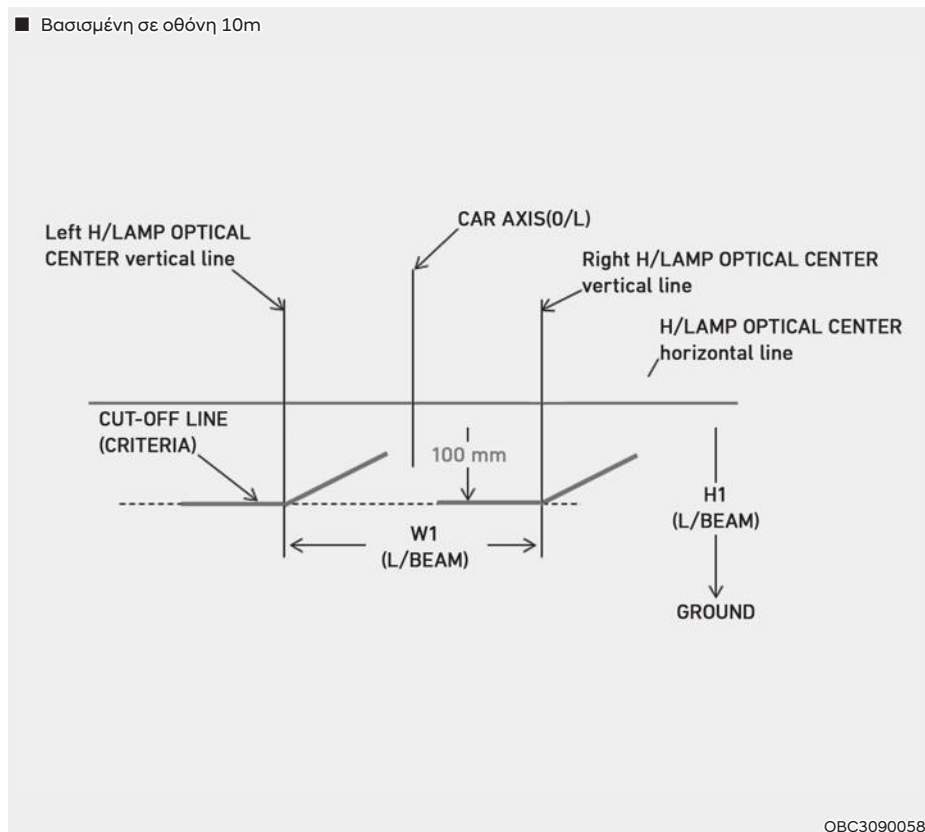 ■ Βασισμένη σε οθόνη 10m
CAR AXIS(0/L)
Left H/LAMP OPTICAL
CENTER vertical line
Right H/LAMP OPTICAL CENTER
vertical line
H/LAMP OPTICAL CENTER
horizontal line
CUT-OFF LINE
(CRITERIA)
100 mm
H1
(L/BEAM)
W1
(L/BEAM)
GROUND
OBC3090058